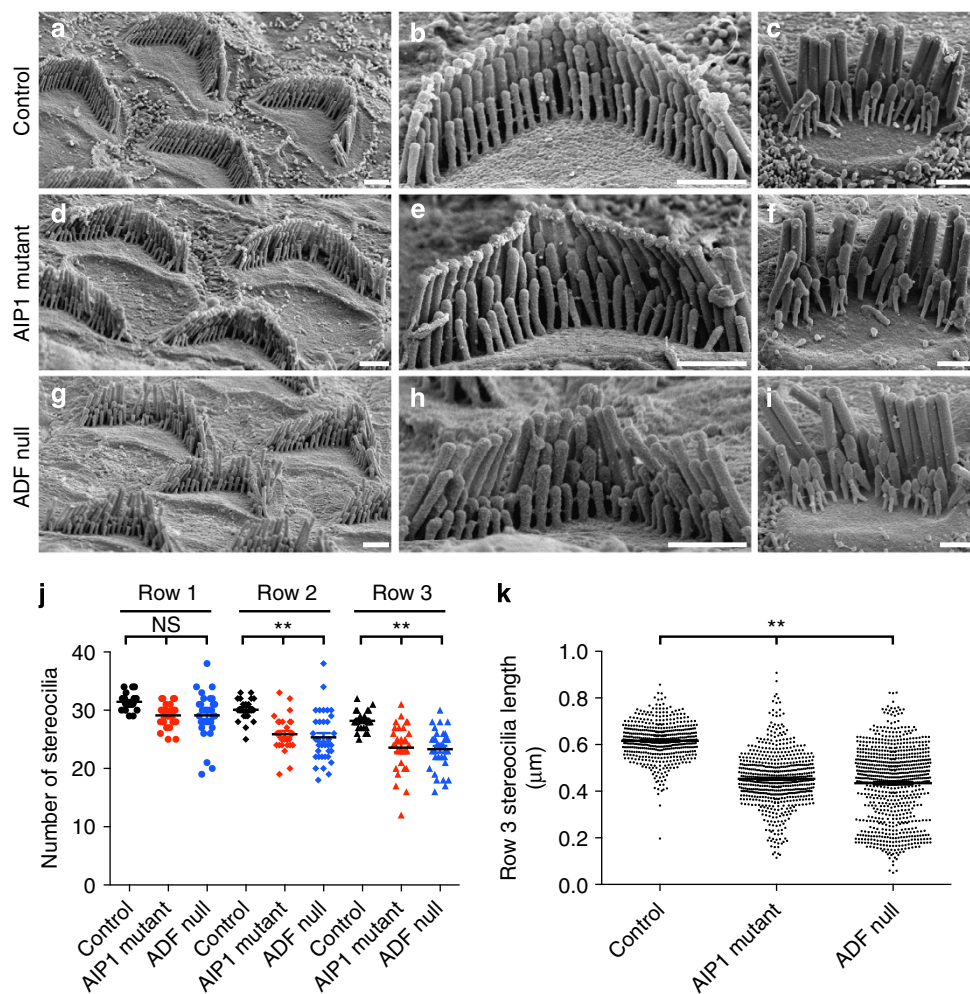 a b c
Control
d e f
AIP1 mutant
g h i
ADF null
j
Row 1 Row 2 Row 3
NS ** **
Number of stereocilia
40
30
20
10
0
Control AIP1 mutant ADF null Control AIP1 mutant ADF null Control AIP1 mutant ADF null
k
**
Row 3 stereocilia length
(μm)
1.0
0.8
0.6
0.4
0.2
0.0
Control AIP1 mutant ADF null